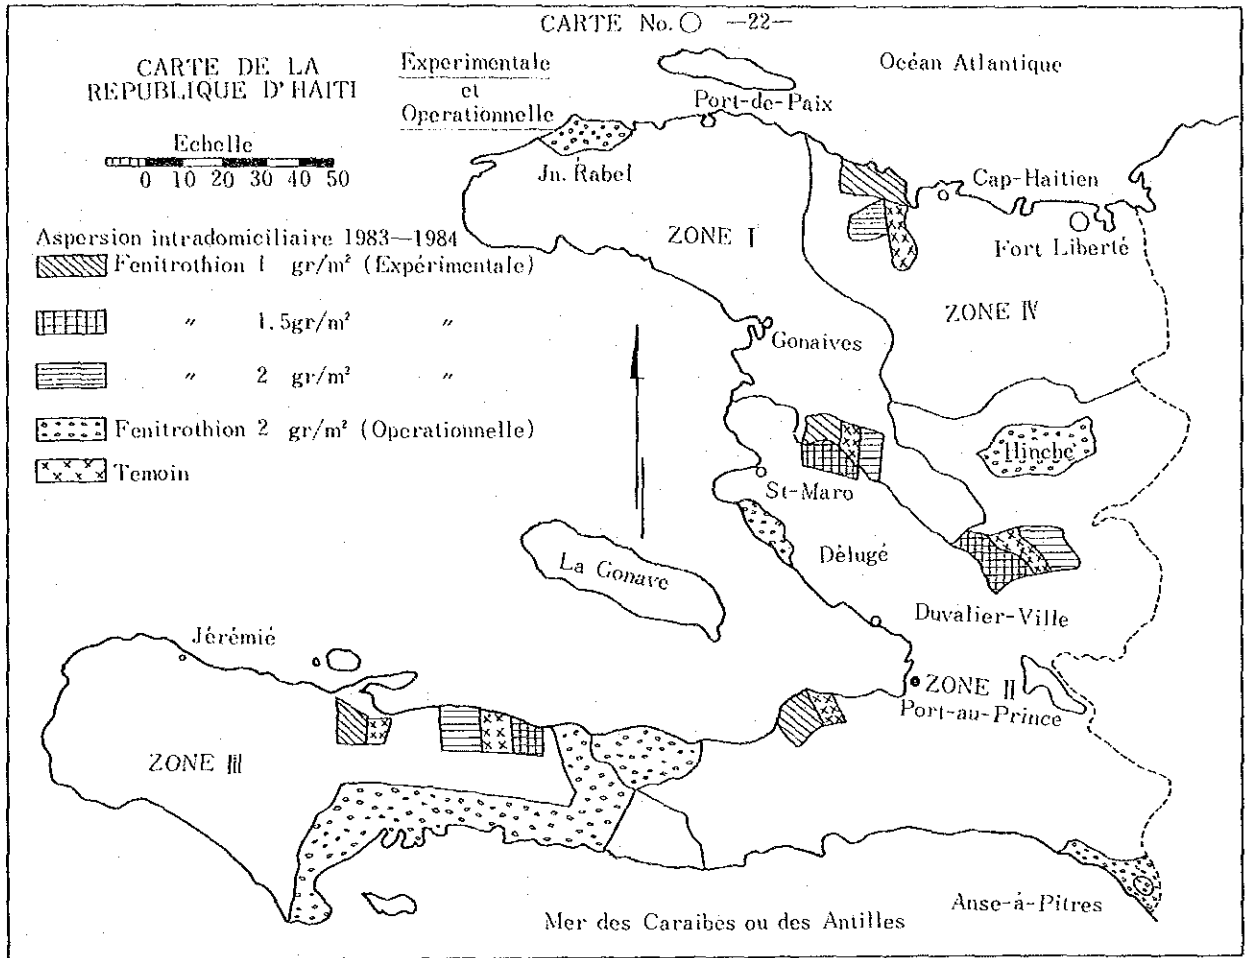 CARTE No. ○ —22—
CARTE DE LA
REPUBLIQUE D'HAITI
Experimentale
et
Operationnelle
Echelle
0 10 20 30 40 50
Océan Atlantique
Port-de-Paix
Jn. Rabel
Cap-Haitien
Fort Liberté
ZONE I
ZONE IV
Aspersion intradomiciliaire 1983—1984
Fenitrothion 1 gr/m² (Expérimentale)
〃 1.5gr/m² 〃
〃 2 gr/m² 〃
Fenitrothion 2 gr/m² (Operationnelle)
Temoin
Gonaives
Hinche
St-Maro
Dèlugé
La Gonave
Duvalier-Ville
Jérémié
ZONE II
Port-au-Prince
ZONE III
Anse-á-Pitres
Mer des Caraibes ou des Antilles